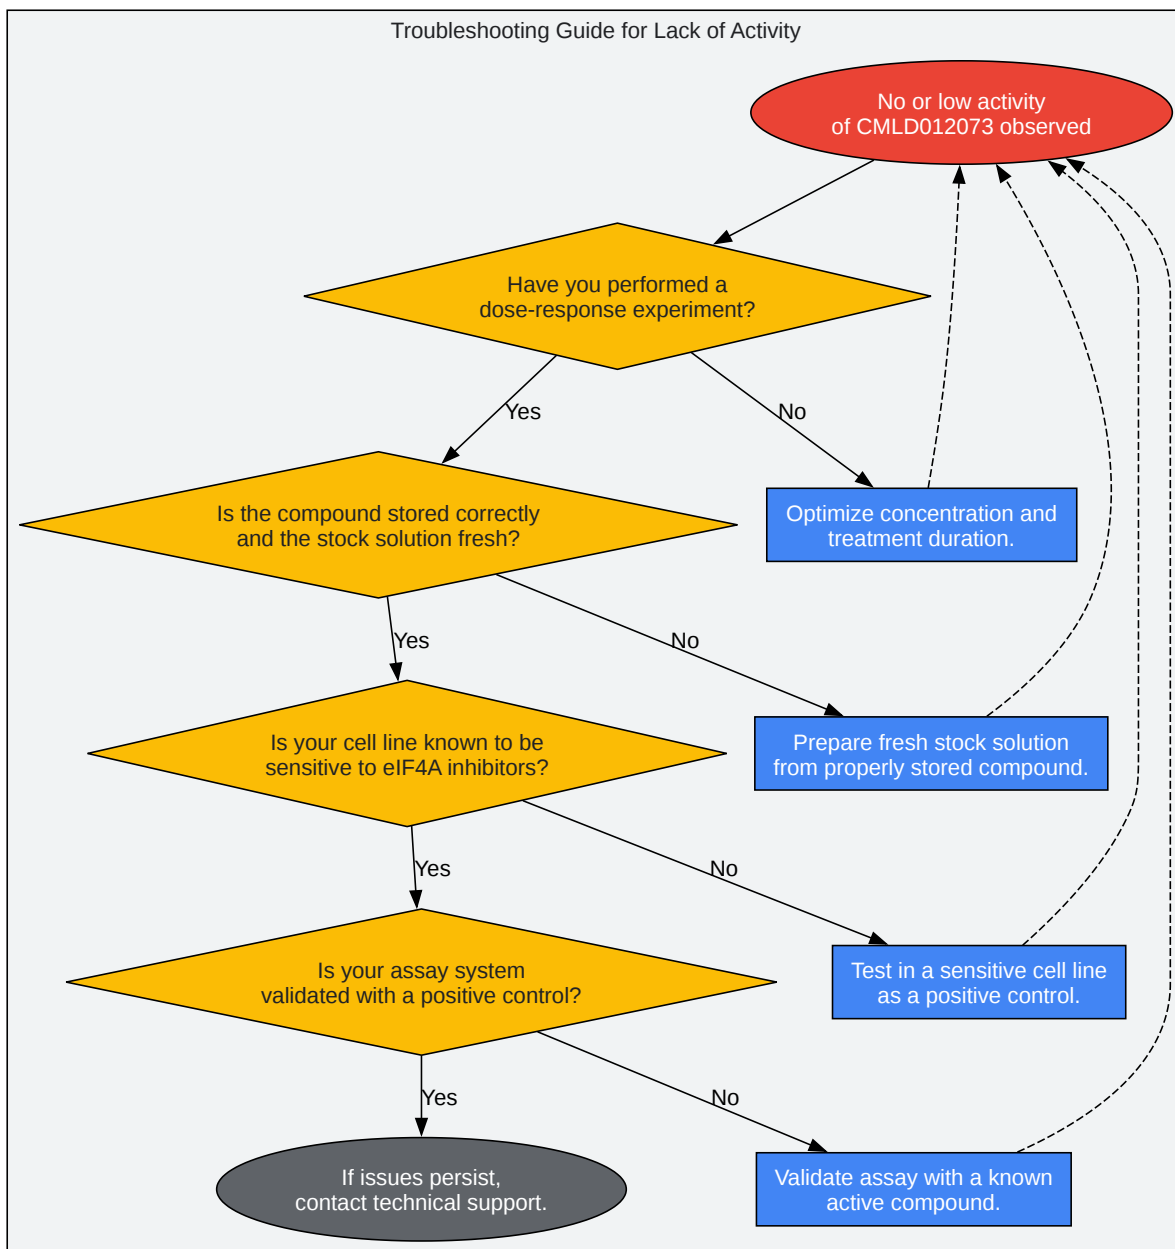 Troubleshooting Guide for Lack of Activity
No or low activity
of CMLD012073 observed
Have you performed a
dose-response experiment?
Yes
No
Is the compound stored correctly
and the stock solution fresh?
Optimize concentration and
treatment duration.
Yes
No
Is your cell line known to be
sensitive to eIF4A inhibitors?
Prepare fresh stock solution
from properly stored compound.
Yes
No
Is your assay system
validated with a positive control?
Test in a sensitive cell line
as a positive control.
Yes
No
If issues persist,
contact technical support.
Validate assay with a known
active compound.